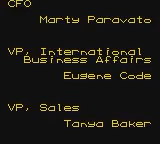 CFO
Marty Paravato
VP, International
Business Affairs
Eugene Code
VP, Sales
Tanya Baker